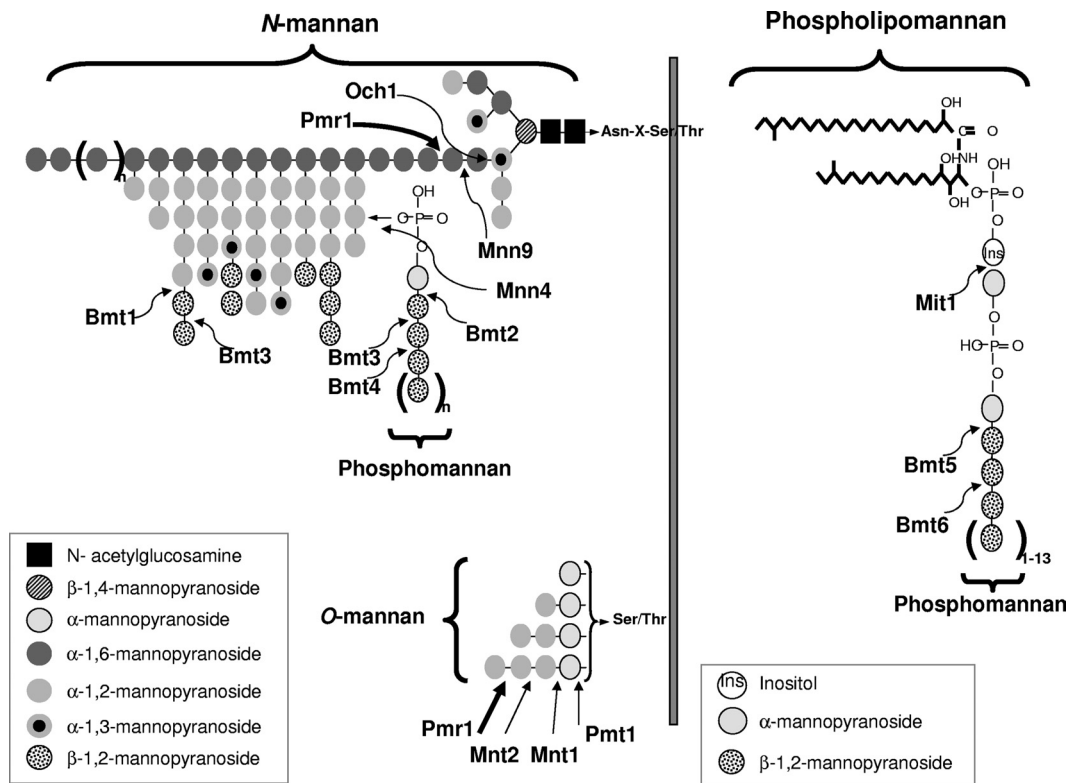 N-mannan
Phospholipomannan
Och1
Pmr1
Asn-X-Ser/Thr
n
OH
O
P
O
O
Mnn9
Mnn4
Bmt1
Bmt3
Bmt2
Bmt3
Bmt4
n
Phosphomannan
OH
C
O
OH
NH
OH
OH
O
P
O
O
Ins
Mit1
O
HO
P
O
O
Bmt5
Bmt6
1-13
Phosphomannan
O-mannan
Ser/Thr
Pmr1
Mnt2
Mnt1
Pmt1
N- acetylglucosamine
β-1,4-mannopyranoside
α-mannopyranoside
α-1,6-mannopyranoside
α-1,2-mannopyranoside
α-1,3-mannopyranoside
β-1,2-mannopyranoside
Ins Inositol
α-mannopyranoside
β-1,2-mannopyranoside